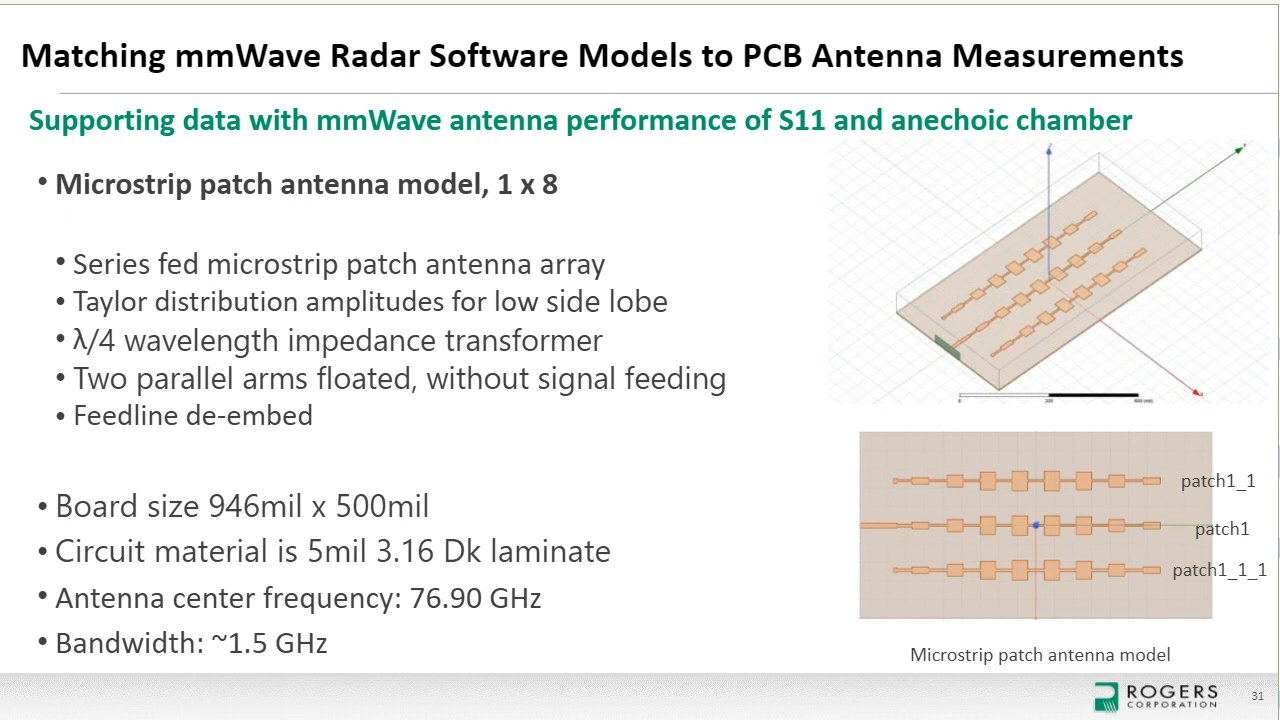 Matching mmWave Radar Software Models to PCB Antenna Measurements
Supporting data with mmWave antenna performance of S11 and anechoic chamber
• Microstrip patch antenna model, 1 x 8
• Series fed microstrip patch antenna array
• Taylor distribution amplitudes for low side lobe
• λ/4 wavelength impedance transformer
• Two parallel arms floated, without signal feeding
• Feedline de-embed
• Board size 946mil x 500mil
• Circuit material is 5mil 3.16 Dk laminate
• Antenna center frequency: 76.90 GHz
• Bandwidth: ~1.5 GHz
patch1_1
patch1
patch1_1_1
Microstrip patch antenna model
ROGERS
CORPORATION
31